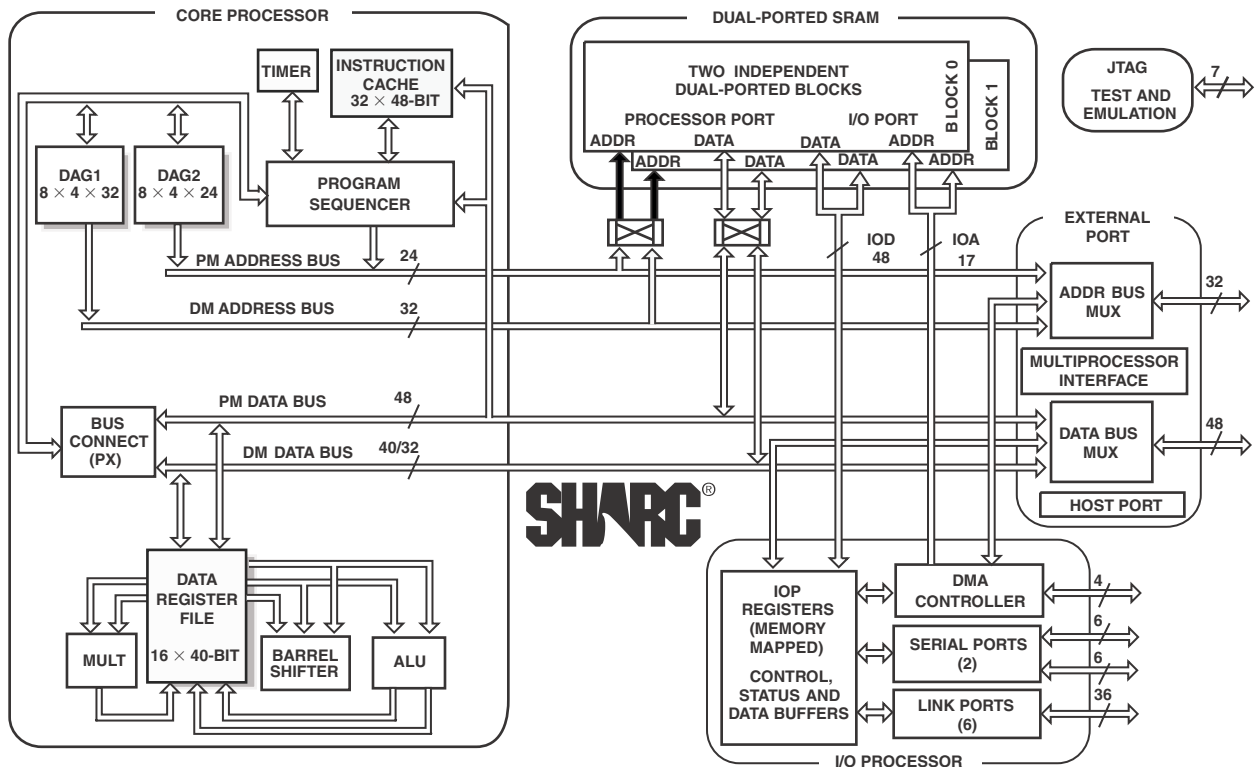 CORE PROCESSOR
TIMER
INSTRUCTION
CACHE
32 × 48-BIT
DAG1
8 × 4 × 32
DAG2
8 × 4 × 24
PROGRAM
SEQUENCER
PM ADDRESS BUS
24
DM ADDRESS BUS
32
BUS
CONNECT
(PX)
PM DATA BUS
48
DM DATA BUS
40/32
DATA
REGISTER
FILE
16 × 40-BIT
MULT
BARREL
SHIFTER
ALU
DUAL-PORTED SRAM
TWO INDEPENDENT
DUAL-PORTED BLOCKS
PROCESSOR PORT
I/O PORT
ADDR
DATA
DATA
ADDR
ADDR
DATA
DATA
ADDR
BLOCK 0
BLOCK 1
JTAG
TEST AND
EMULATION
7
IOD
48
IOA
17
EXTERNAL
PORT
ADDR BUS
MUX
32
MULTIPROCESSOR
INTERFACE
DATA BUS
MUX
48
HOST PORT
SHARC®
IOP
REGISTERS
(MEMORY
MAPPED)
CONTROL,
STATUS AND
DATA BUFFERS
DMA
CONTROLLER
4
SERIAL PORTS
(2)
6
6
LINK PORTS
(6)
36
I/O PROCESSOR